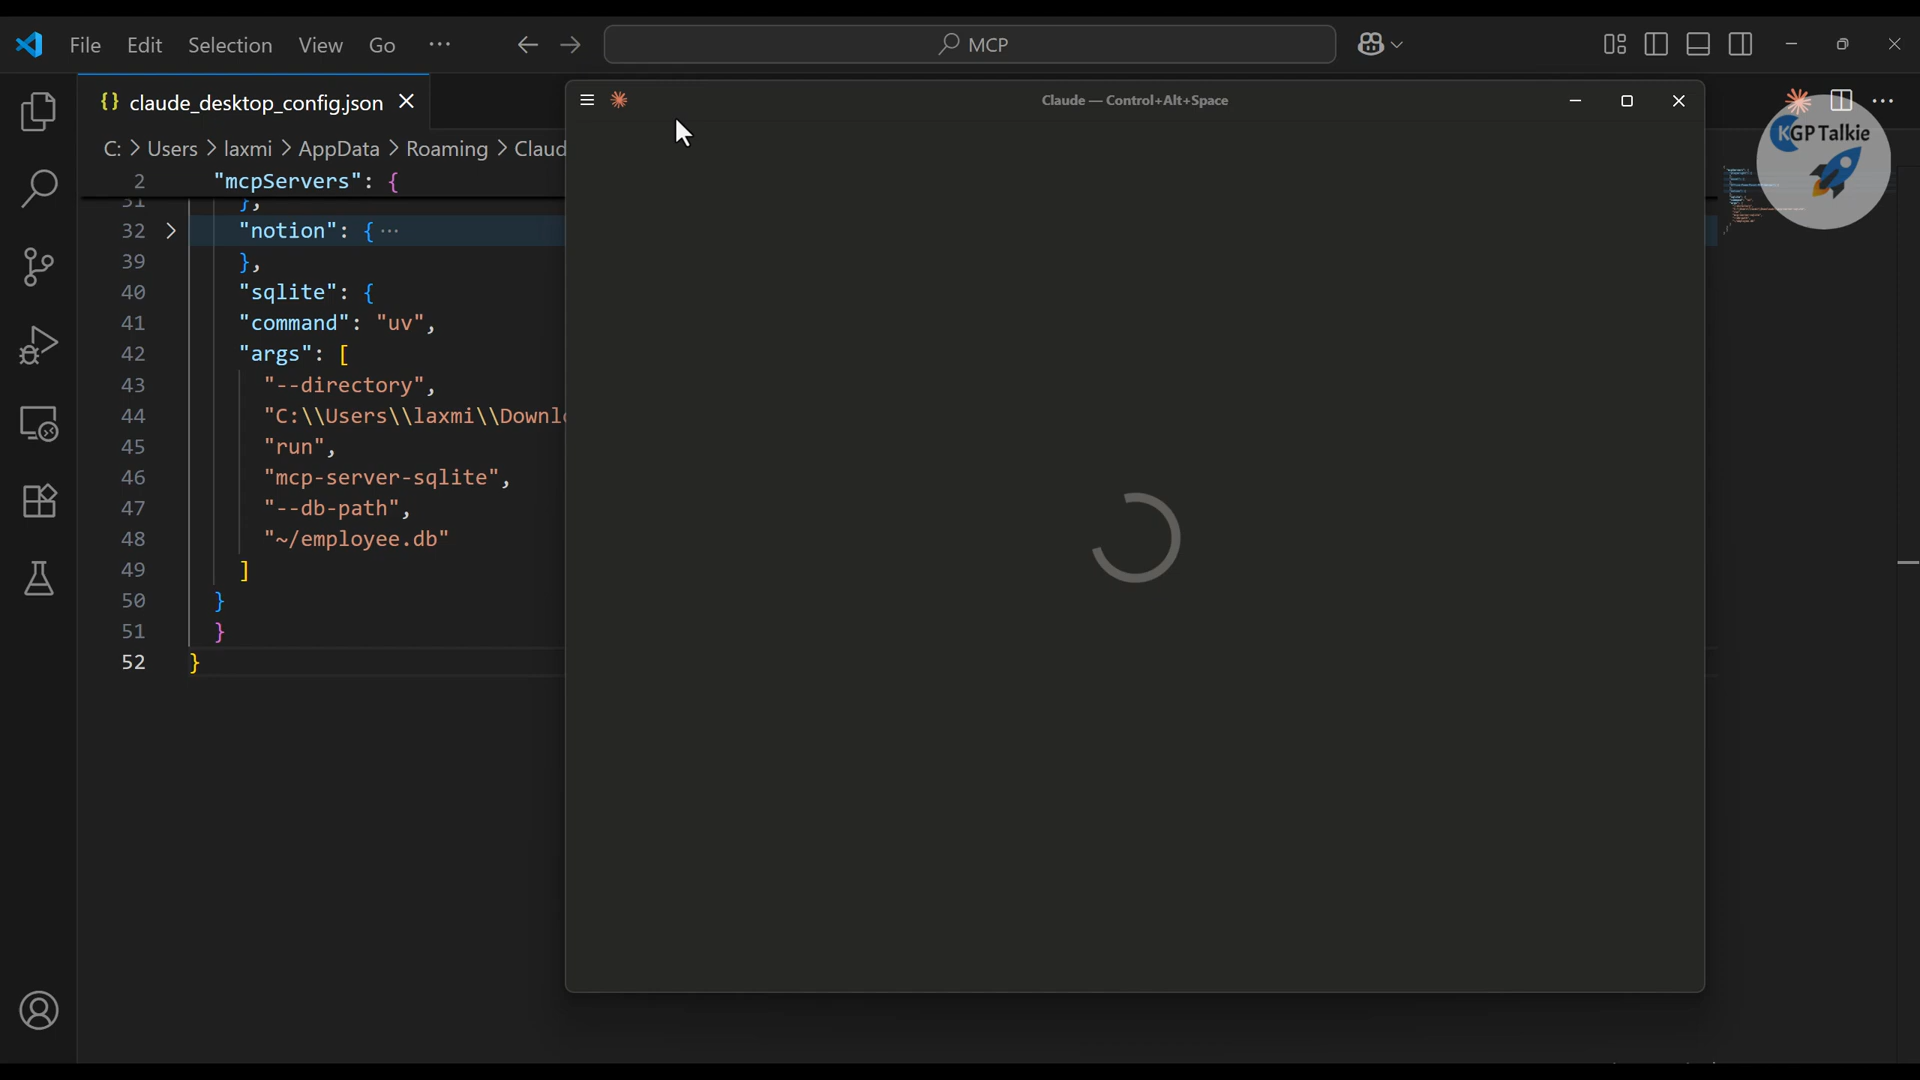 File Edit Selection View Go ···
MCP
{} claude_desktop_config.json
C: > Users > laxmi > AppData > Roaming > Claud
Claude — Control+Alt+Space
KGP Talkie
2 "mcpServers": {
31 },
32 "notion": { ···
39 },
40 "sqlite": {
41 "command": "uv",
42 "args": [
43 "--directory",
44 "C:\\Users\\laxmi\\Downlo
45 "run",
46 "mcp-server-sqlite",
47 "--db-path",
48 "~/employee.db"
49 ]
50 }
51 }
52 }